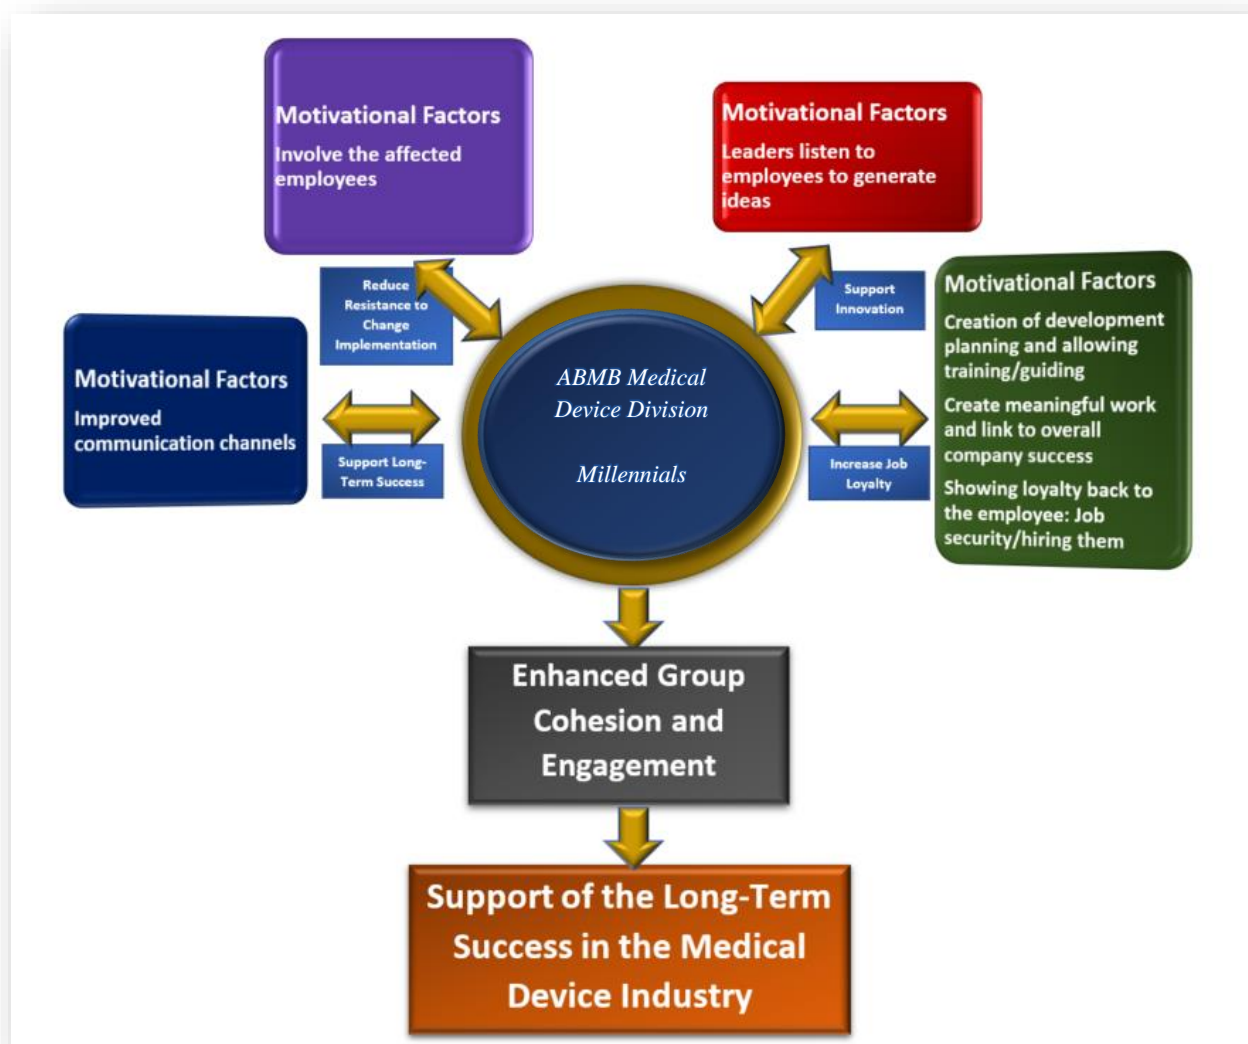 Motivational Factors
Involve the affected
employees
Motivational Factors
Leaders listen to
employees to generate
ideas
Reduce
Resistance to
Change
Implementation
Support
Innovation
Motivational Factors
Creation of development
planning and allowing
training/guiding
Create meaningful work
and link to overall
company success
Showing loyalty back to
the employee: Job
security/hiring them
Motivational Factors
Improved
communication channels
Support Long-
Term Success
ABMB Medical
Device Division
Millennials
Increase Job
Loyalty
Enhanced Group
Cohesion and
Engagement
Support of the Long-Term
Success in the Medical
Device Industry